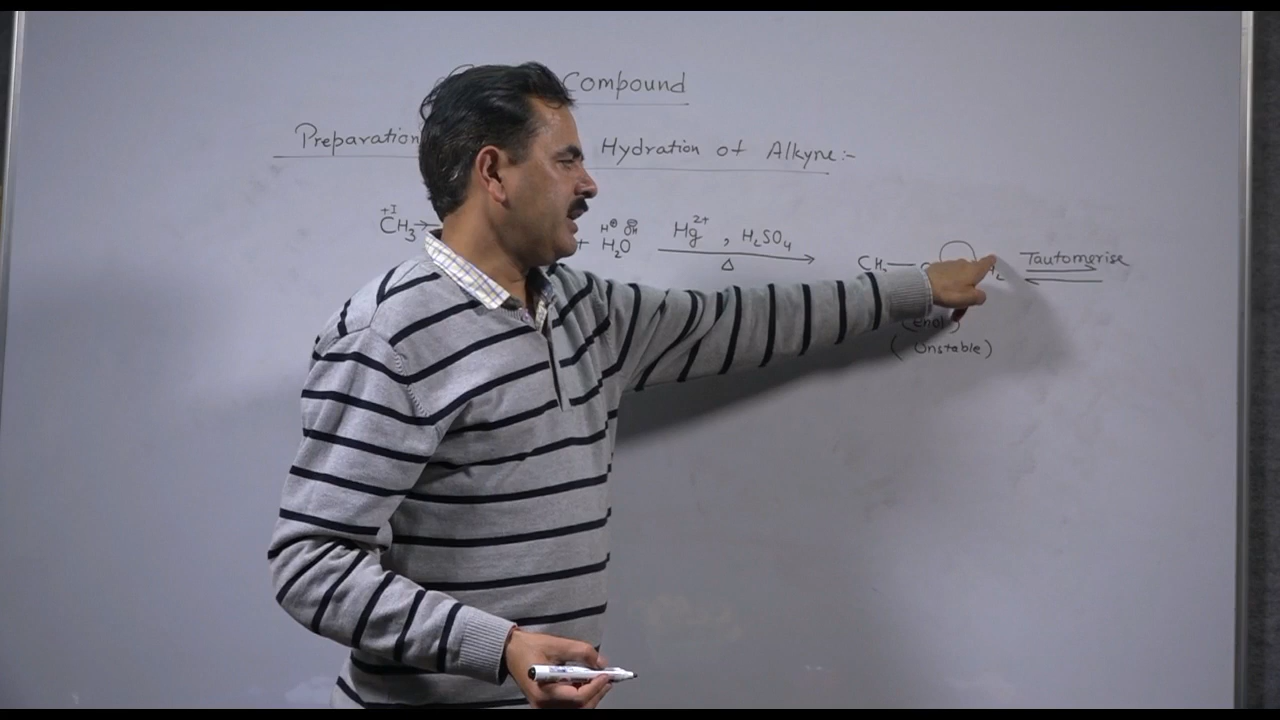 Compound
Preparation Hydration of Alkyne:-
+I
CH3→ + H2O H⊕ OH⊖ Hg2+, H2SO4 Δ CH3— Tautomerise
(enol)
(Unstable)